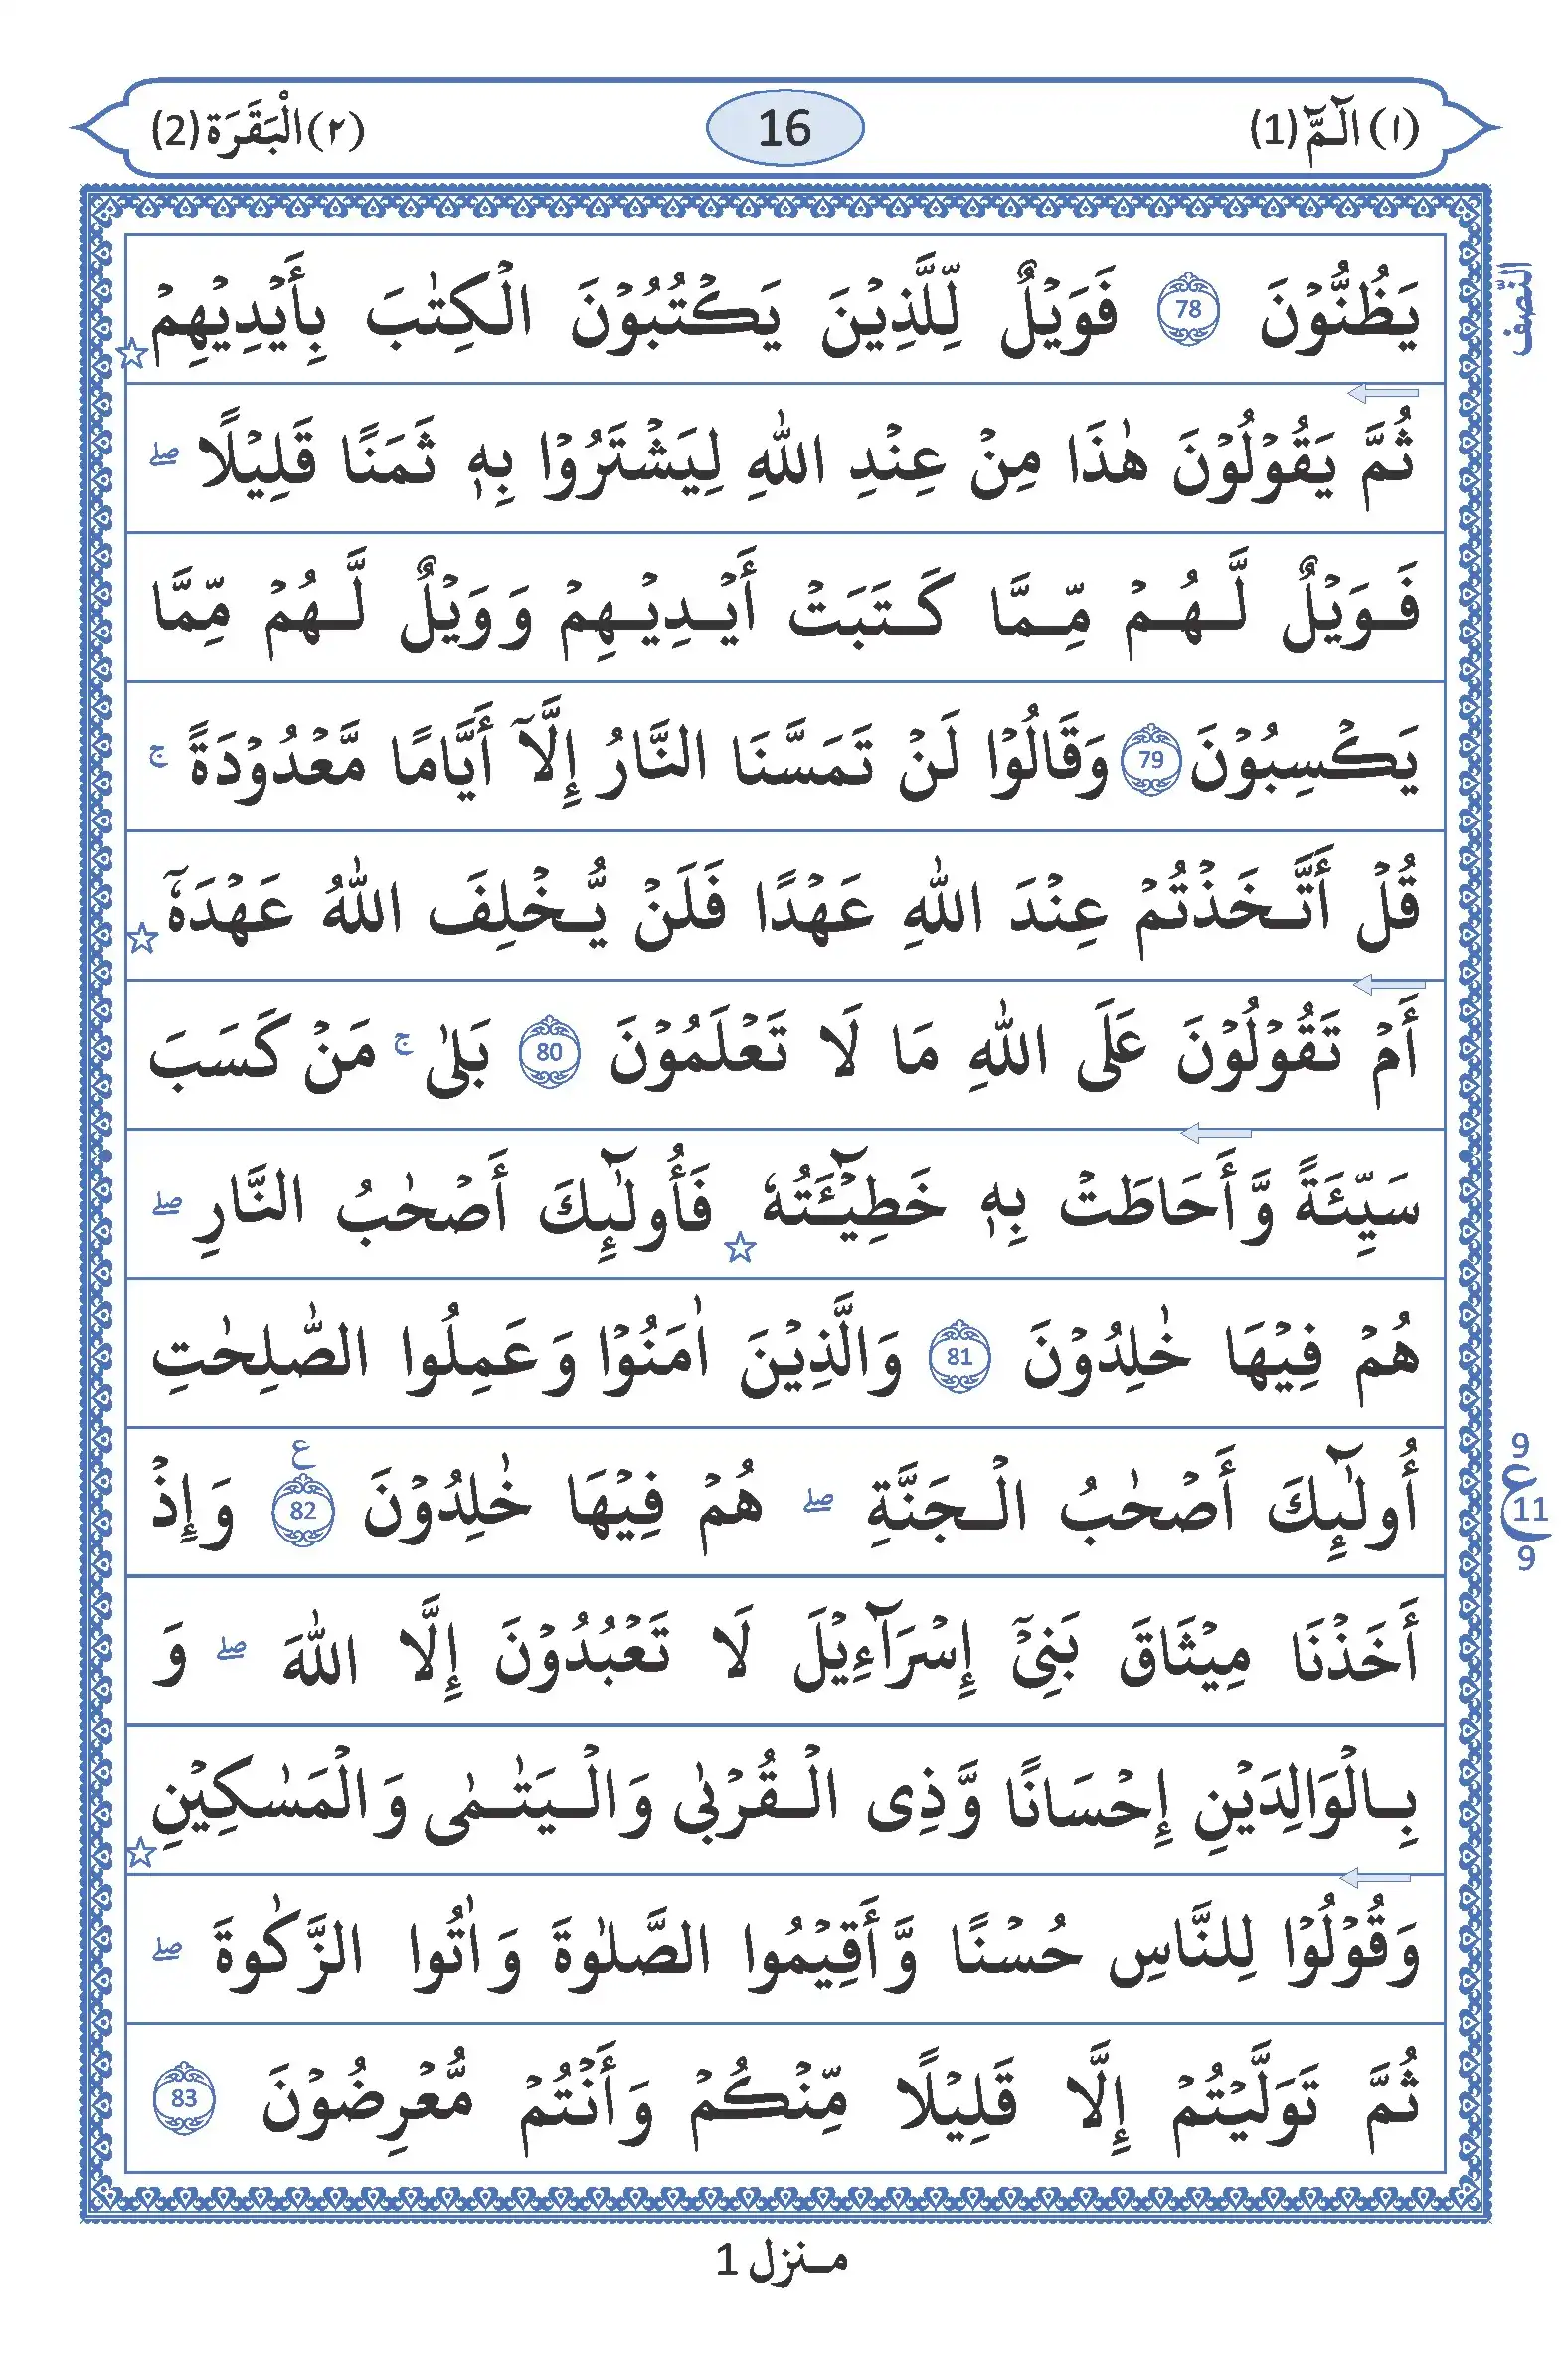 (١) الٓمّٓ (1)
16
(٢) الْبَقَرَة (2)
النّصف
يَظُنُّوۡنَ 78 فَوَيۡلٌ لِّلَّذِيۡنَ يَكۡتُبُوۡنَ الۡكِتٰبَ بِأَيۡدِيۡهِمۡ ☆
ثُمَّ يَقُوۡلُوۡنَ هٰذَا مِنۡ عِنۡدِ اللّٰهِ لِيَشۡتَرُوۡا بِهٖ ثَمَنًا قَلِيۡلًا ۖ
فَوَيۡلٌ لَّهُمۡ مِّمَّا كَتَبَتۡ أَيۡدِيۡهِمۡ وَوَيۡلٌ لَّهُمۡ مِّمَّا
يَكۡسِبُوۡنَ 79 وَقَالُوۡا لَنۡ تَمَسَّنَا النَّارُ إِلَّآ أَيَّامًا مَّعۡدُوۡدَةً ۚ
قُلۡ أَتَّخَذۡتُمۡ عِنۡدَ اللّٰهِ عَهۡدًا فَلَنۡ يُّخۡلِفَ اللّٰهُ عَهۡدَهٗٓ ☆
أَمۡ تَقُوۡلُوۡنَ عَلَى اللّٰهِ مَا لَا تَعۡلَمُوۡنَ 80 بَلٰى ۚ مَنۡ كَسَبَ
سَيِّئَةً وَّأَحَاطَتۡ بِهٖ خَطِيۡٓـَٔتُهٗ ☆ فَأُولٰٓئِكَ أَصۡحٰبُ النَّارِ ۖ
هُمۡ فِيۡهَا خٰلِدُوۡنَ 81 وَالَّذِيۡنَ اٰمَنُوۡا وَعَمِلُوا الصّٰلِحٰتِ
أُولٰٓئِكَ أَصۡحٰبُ الۡجَنَّةِ ۖ هُمۡ فِيۡهَا خٰلِدُوۡنَ 82 ع وَإِذۡ
9
ع 11
9
أَخَذۡنَا مِيۡثَاقَ بَنِىۡٓ إِسۡرَآءِيۡلَ لَا تَعۡبُدُوۡنَ إِلَّا اللّٰهَ ۖ وَ
بِالۡوَالِدَيۡنِ إِحۡسَانًا وَّذِى الۡقُرۡبٰى وَالۡيَتٰمٰى وَالۡمَسٰكِيۡنِ ☆
وَقُوۡلُوۡا لِلنَّاسِ حُسۡنًا وَّأَقِيۡمُوا الصَّلٰوةَ وَاٰتُوا الزَّكٰوةَ ۖ
ثُمَّ تَوَلَّيۡتُمۡ إِلَّا قَلِيۡلًا مِّنۡكُمۡ وَأَنۡتُمۡ مُّعۡرِضُوۡنَ 83
منزل 1